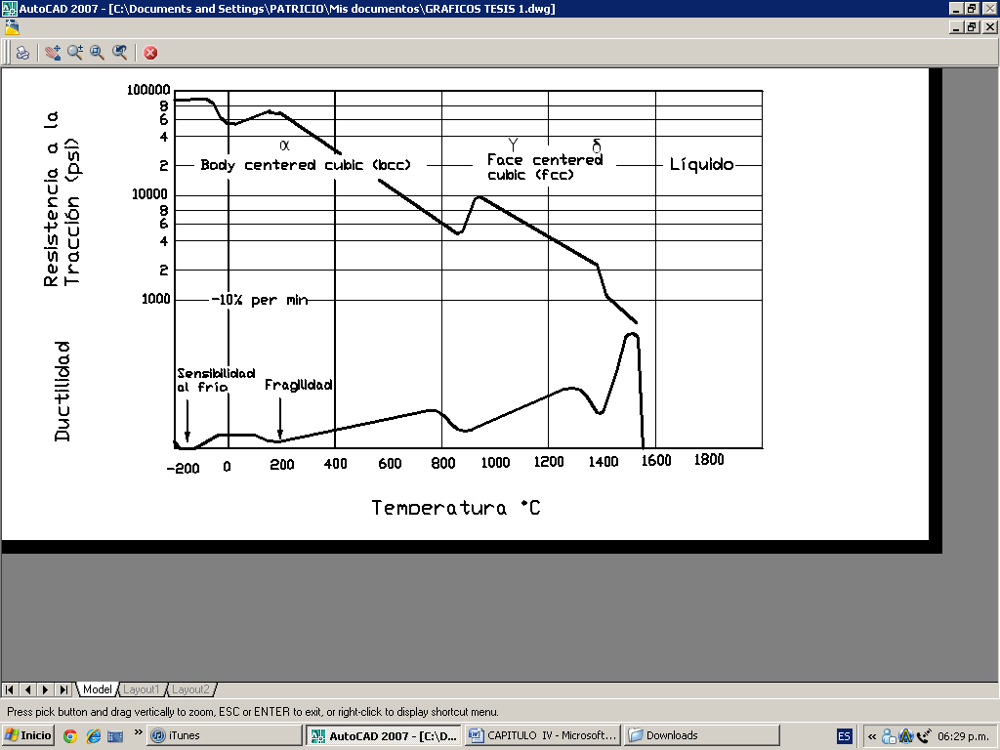 AutoCAD 2007 - [C:\Documents and Settings\PATRICIO\Mis documentos\GRAFICOS TESIS 1.dwg]
Resistencia a la
Tracción (psi)
100000
8
6
4
2
10000
8
6
4
2
1000
α
Body centered cubic (bcc)
γ
δ
Face centered
cubic (fcc)
Líquido
-10% per min
Ductilidad
Sensibilidad
al frío
Fragilidad
-200 0 200 400 600 800 1000 1200 1400 1600 1800
Temperatura °C
Model Layout1 Layout2
Press pick button and drag vertically to zoom, ESC or ENTER to exit, or right-click to display shortcut menu.
Inicio » iTunes AutoCAD 2007 - [C:\D... CAPITULO IV - Microsoft... Downloads ES « 06:29 p.m.